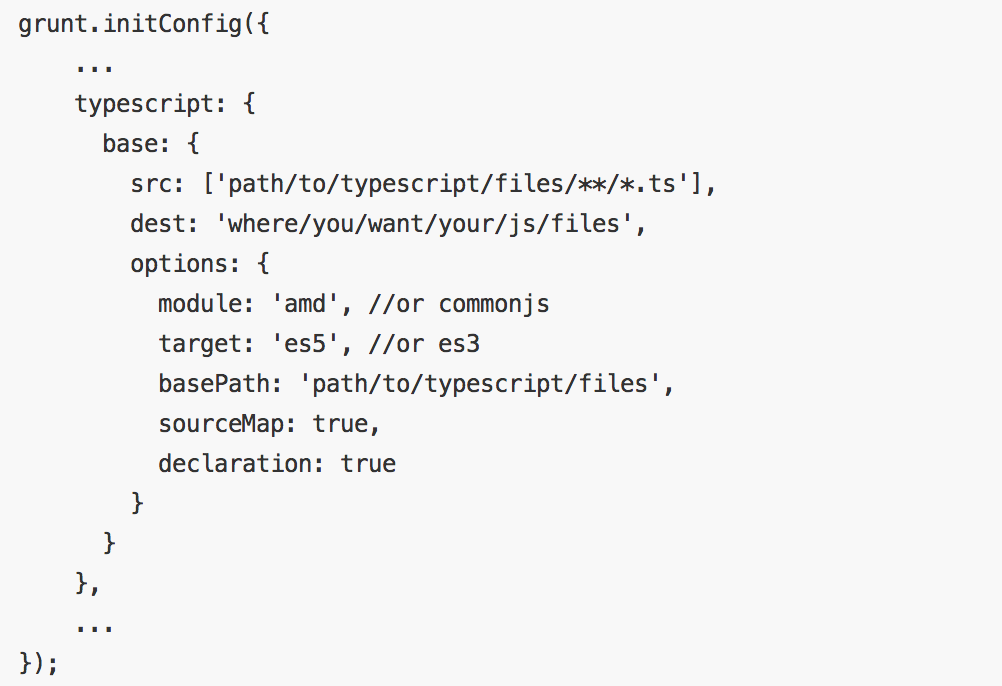 grunt.initConfig({
    ...
    typescript: {
      base: {
        src: ['path/to/typescript/files/**/*.ts'],
        dest: 'where/you/want/your/js/files',
        options: {
          module: 'amd', //or commonjs
          target: 'es5', //or es3
          basePath: 'path/to/typescript/files',
          sourceMap: true,
          declaration: true
        }
      }
    },
    ...
});